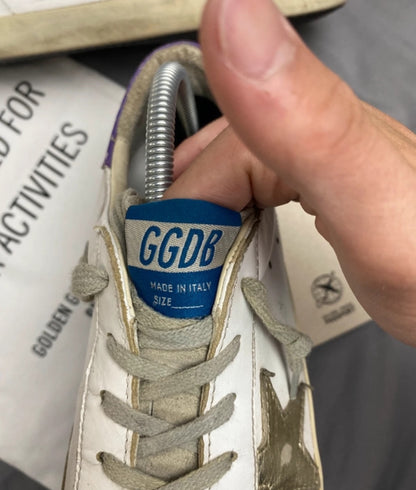 GGDB
MADE IN ITALY
SIZE
D FOR
ACTIVITIES
GOLDEN G